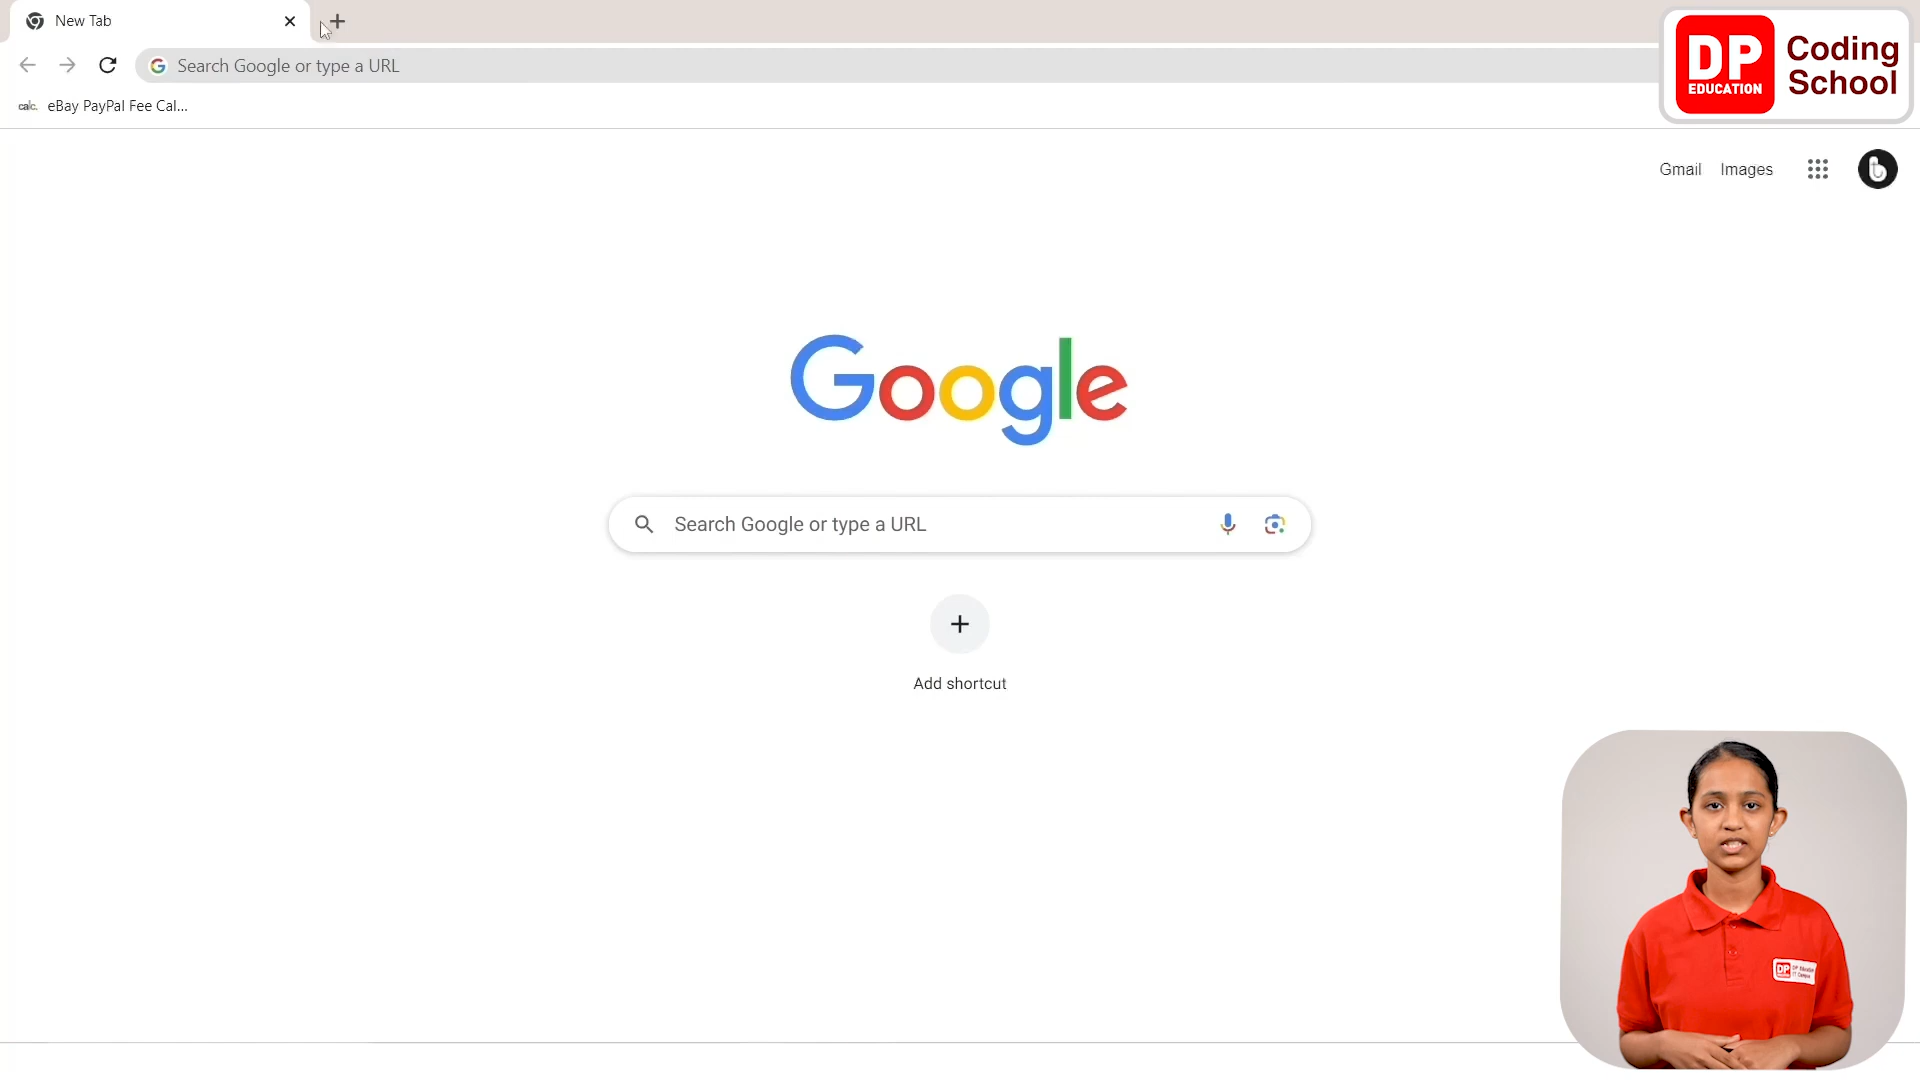 New Tab
Search Google or type a URL
calc. eBay PayPal Fee Cal...
DP EDUCATION
Coding School
Gmail Images
Google
Search Google or type a URL
Add shortcut
DP